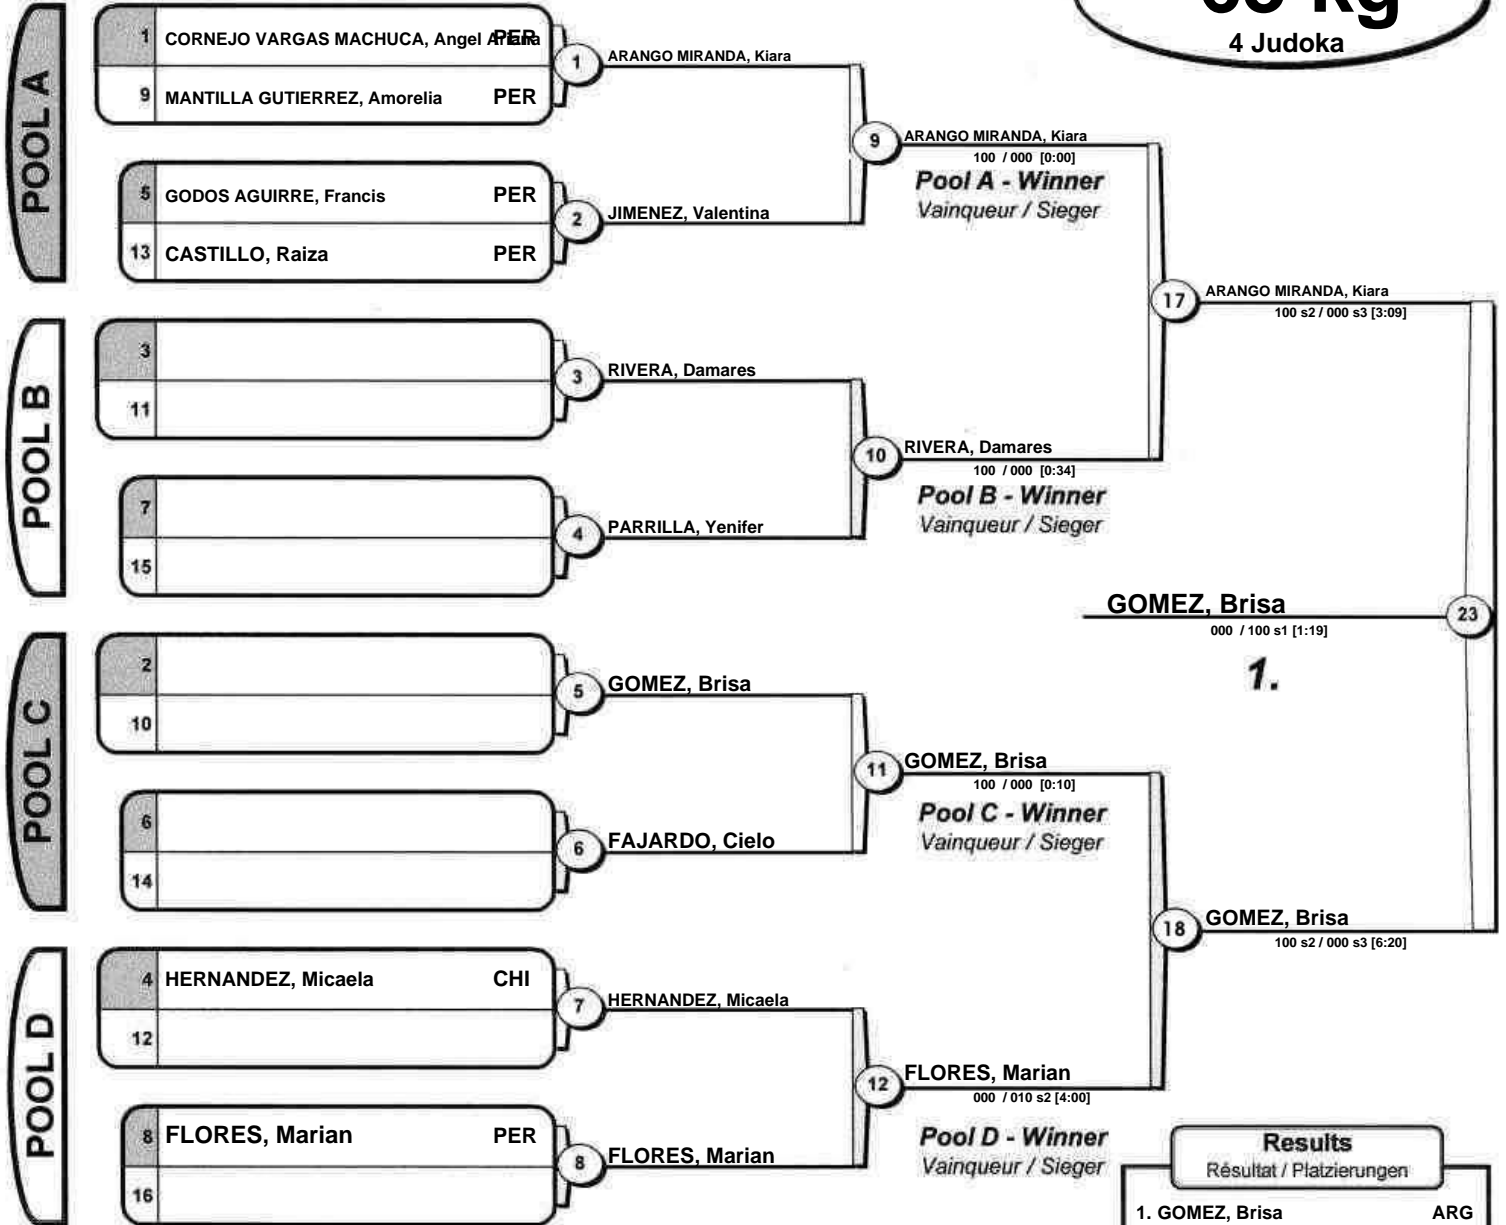 4 Judoka
POOL A
1 CORNEJO VARGAS MACHUCA, Angel Ariana PER
9 MANTILLA GUTIERREZ, Amorelia PER
1 ARANGO MIRANDA, Kiara
5 GODOS AGUIRRE, Francis PER
13 CASTILLO, Raiza PER
2 JIMENEZ, Valentina
9 ARANGO MIRANDA, Kiara
100 / 000 [0:00]
Pool A - Winner
Vainqueur / Sieger
17 ARANGO MIRANDA, Kiara
100 s2 / 000 s3 [3:09]
POOL B
3
11
3 RIVERA, Damares
7
15
4 PARRILLA, Yenifer
10 RIVERA, Damares
100 / 000 [0:34]
Pool B - Winner
Vainqueur / Sieger
GOMEZ, Brisa 23
000 / 100 s1 [1:19]
1.
POOL C
2
10
5 GOMEZ, Brisa
6
14
6 FAJARDO, Cielo
11 GOMEZ, Brisa
100 / 000 [0:10]
Pool C - Winner
Vainqueur / Sieger
18 GOMEZ, Brisa
100 s2 / 000 s3 [6:20]
POOL D
4 HERNANDEZ, Micaela CHI
12
7 HERNANDEZ, Micaela
8 FLORES, Marian PER
16
8 FLORES, Marian
12 FLORES, Marian
000 / 010 s2 [4:00]
Pool D - Winner
Vainqueur / Sieger
Results
Résultat / Platzierungen
1. GOMEZ, Brisa ARG